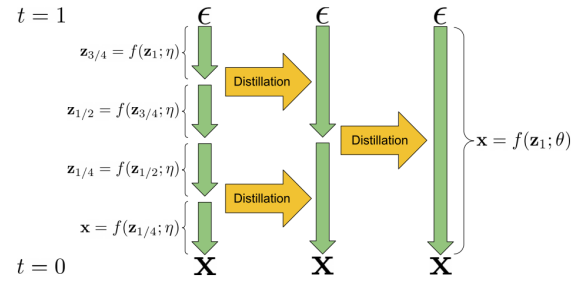 t = 1
ϵ
ϵ
ϵ
z_{3/4} = f(z_1; η)
Distillation
z_{1/2} = f(z_{3/4}; η)
Distillation
x = f(z_1; θ)
z_{1/4} = f(z_{1/2}; η)
Distillation
x = f(z_{1/4}; η)
t = 0
x
x
x